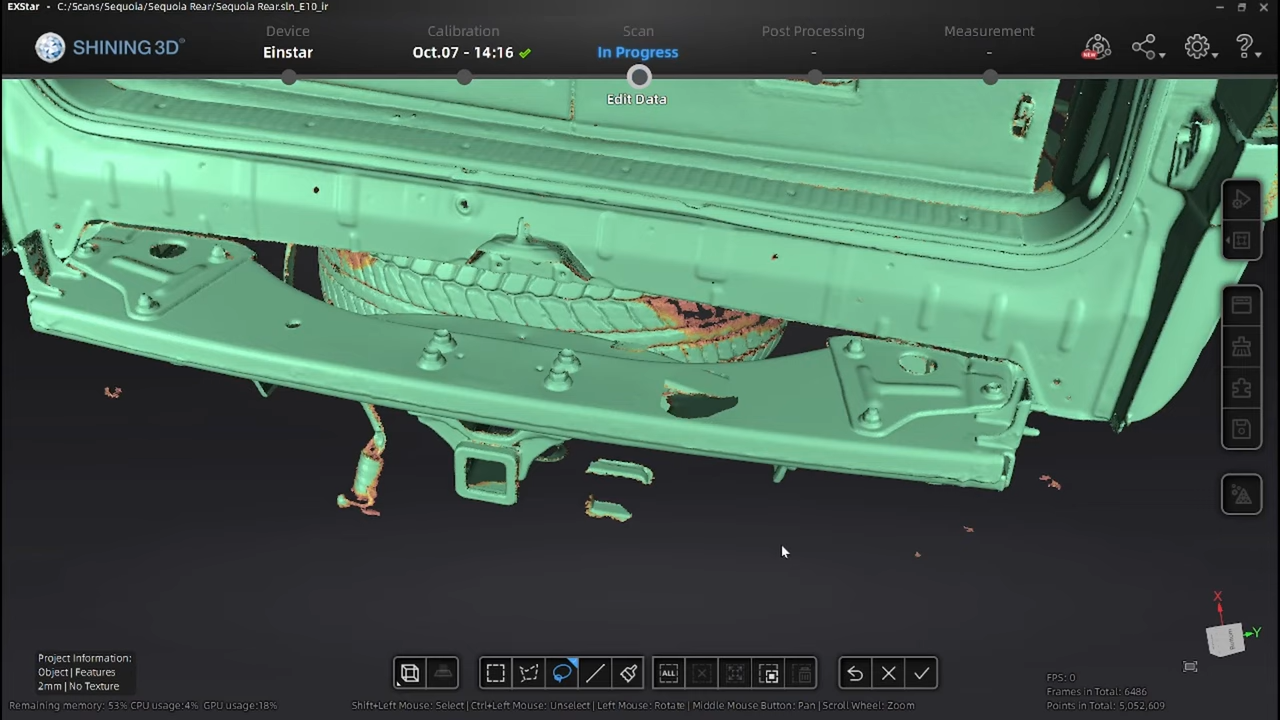 EXStar - C:/Scans/Sequoia/Sequoia Rear/Sequoia Rear.sln_E10_ir
SHINING 3D®
Device
Einstar
Calibration
Oct.07 - 14:16
Scan
In Progress
Post Processing
-
Measurement
-
NEW
Edit Data
ALL
X
Y
Project Information:
Object | Features
2mm | No Texture
FPS: 0
Frames in Total: 6486
Points in Total: 5,052,609
Remaining memory: 53% CPU usage:4% GPU usage:18%
Shift+Left Mouse: Select | Ctrl+Left Mouse: Unselect | Left Mouse: Rotate | Middle Mouse Button: Pan | Scroll Wheel: Zoom